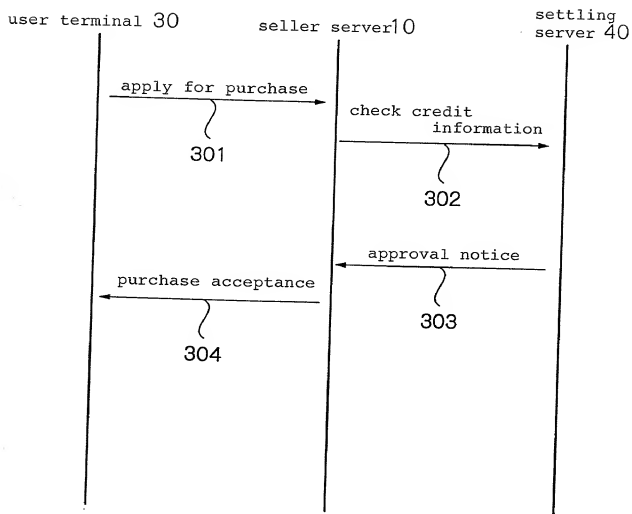 user terminal 30
seller server10
settling
server 40
apply for purchase
301
check credit
information
302
approval notice
303
purchase acceptance
304